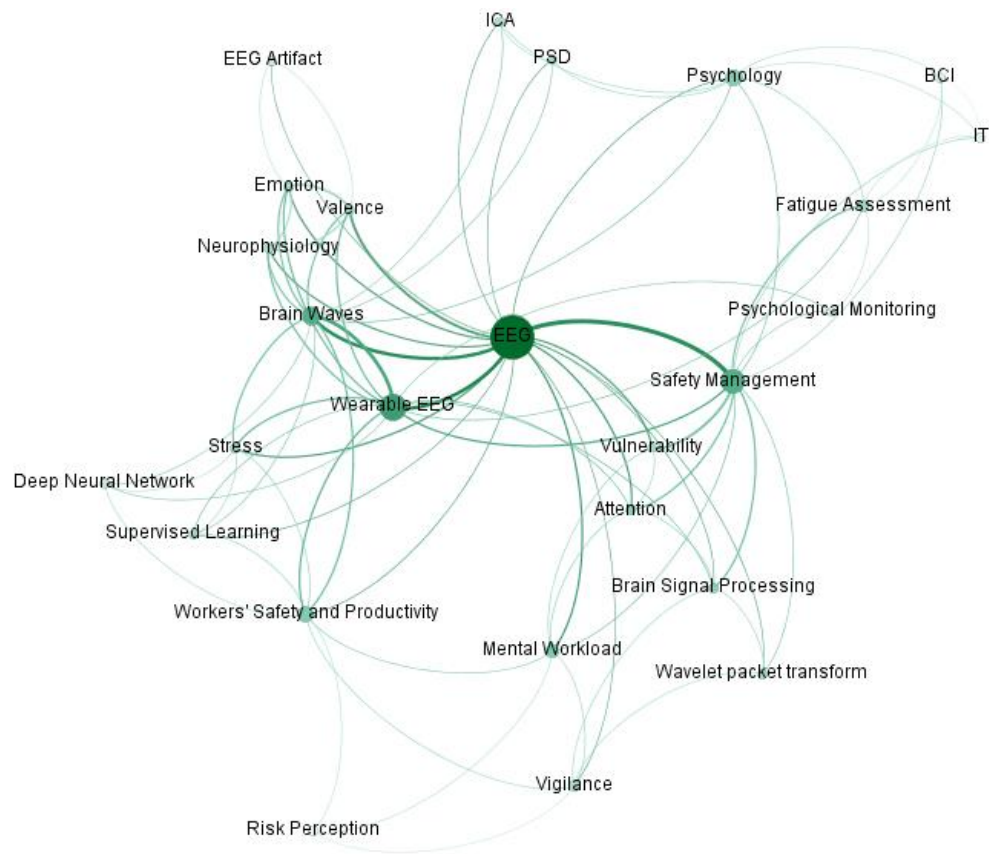 ICA
EEG Artifact
PSD
Psychology
BCI
IT
Emotion
Valence
Fatigue Assessment
Neurophysiology
Brain Waves
Psychological Monitoring
EEG
Safety Management
Wearable EEG
Stress
Vulnerability
Deep Neural Network
Attention
Supervised Learning
Brain Signal Processing
Workers' Safety and Productivity
Mental Workload
Wavelet packet transform
Vigilance
Risk Perception